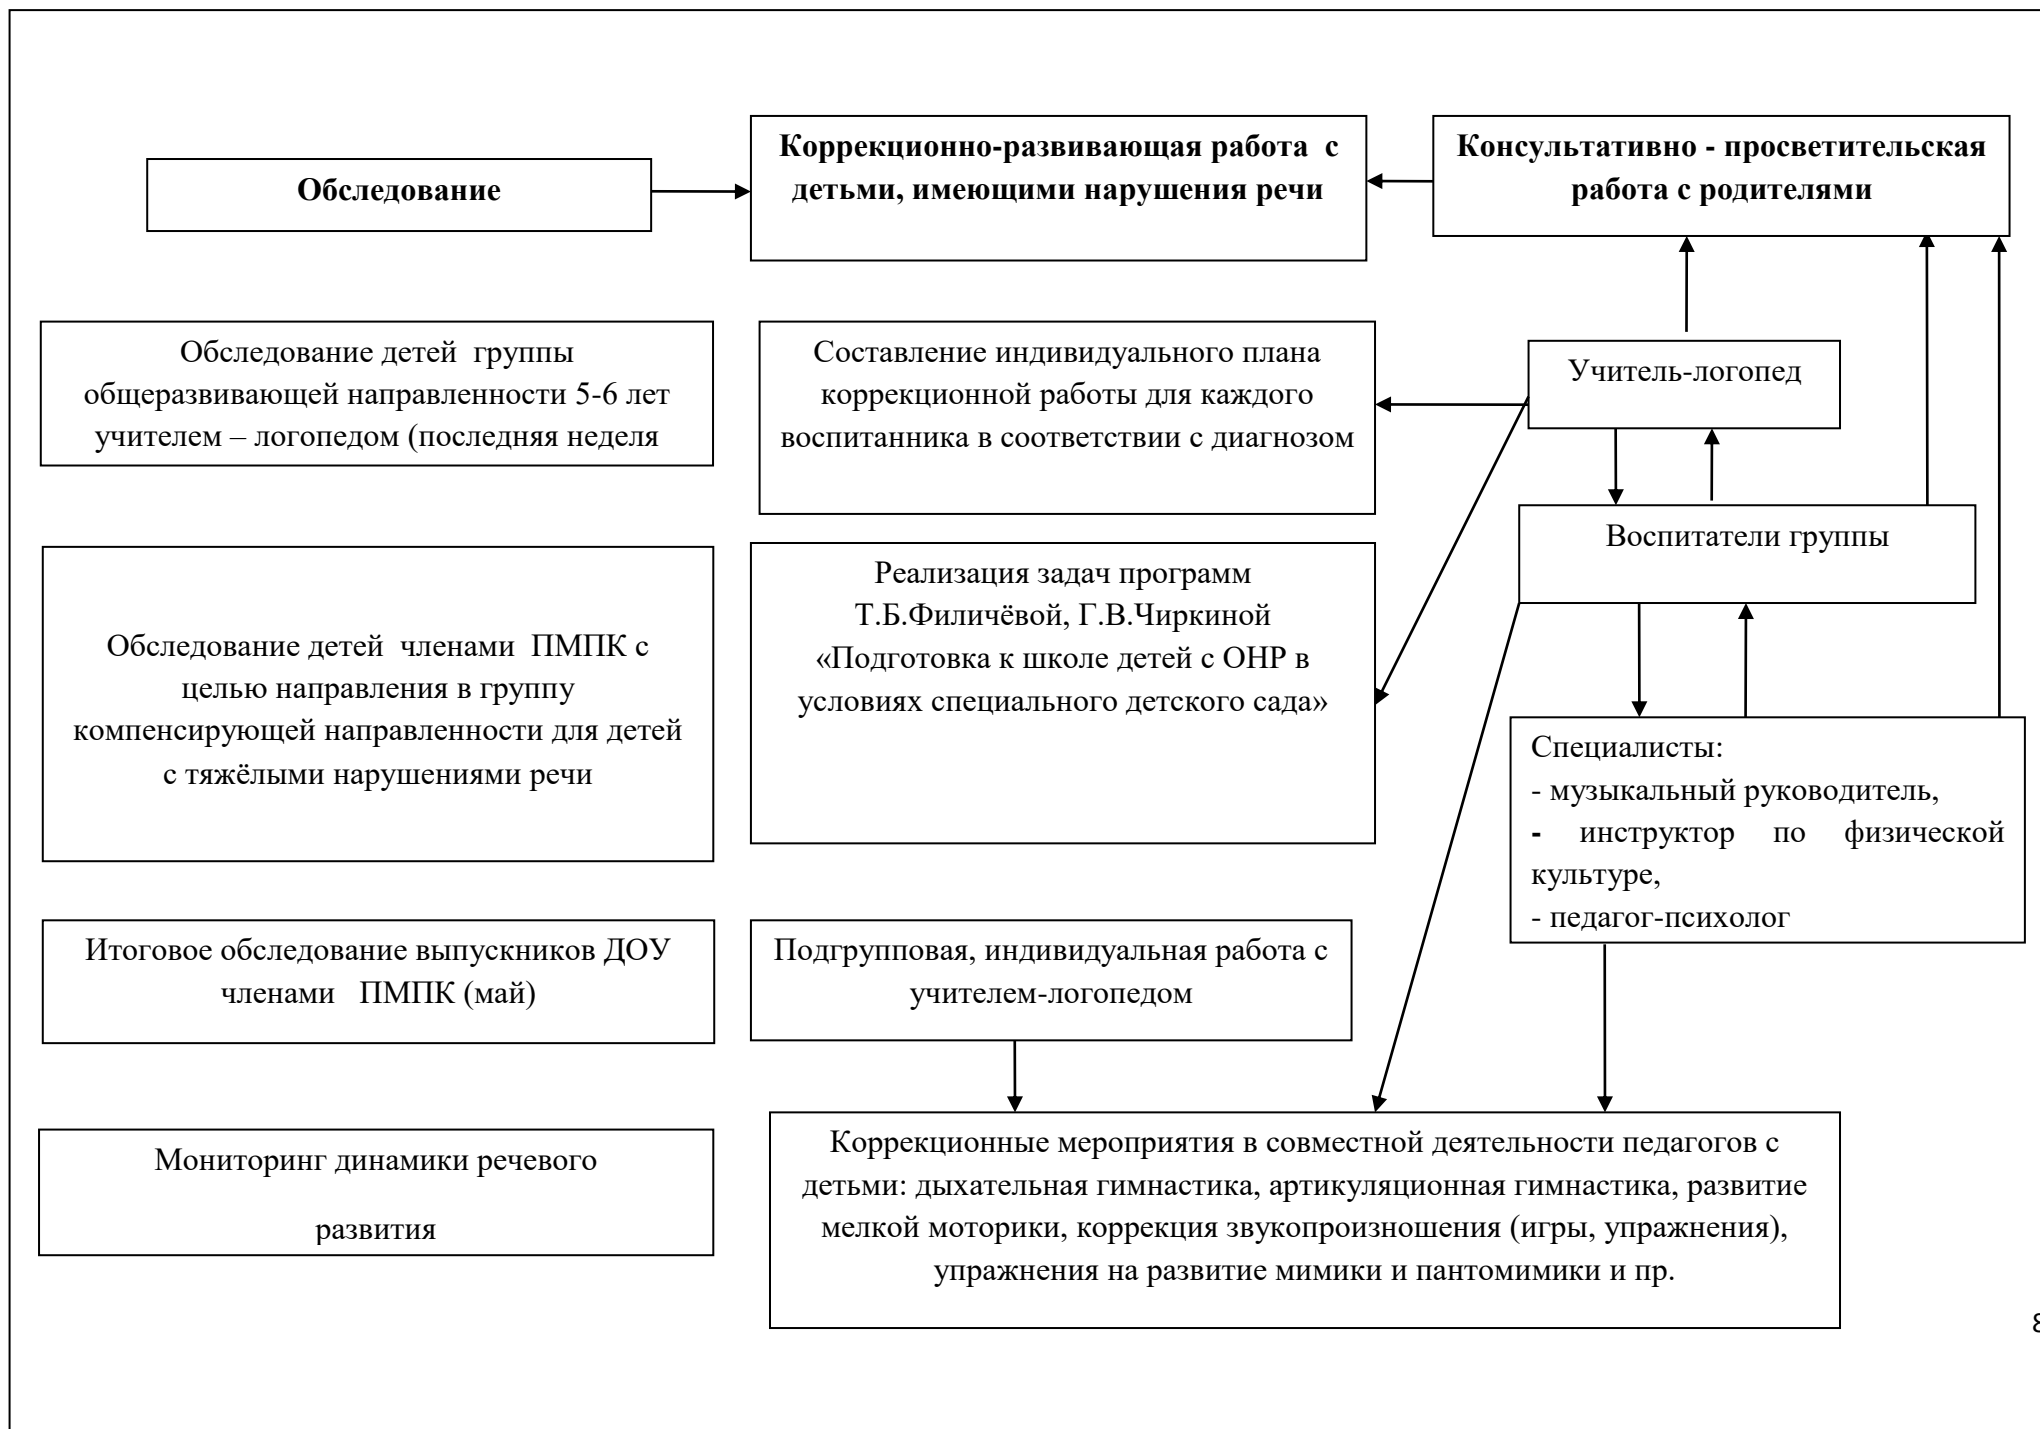 Обследование
Коррекционно-развивающая работа с
детьми, имеющими нарушения речи
Консультативно - просветительская
работа с родителями
Обследование детей группы
общеразвивающей направленности 5-6 лет
учителем – логопедом (последняя неделя
Составление индивидуального плана
коррекционной работы для каждого
воспитанника в соответствии с диагнозом
Учитель-логопед
Воспитатели группы
Обследование детей членами ПМПК с
целью направления в группу
компенсирующей направленности для детей
с тяжёлыми нарушениями речи
Реализация задач программ
Т.Б.Филичёвой, Г.В.Чиркиной
«Подготовка к школе детей с ОНР в
условиях специального детского сада»
Специалисты:
- музыкальный руководитель,
- инструктор по физической
культуре,
- педагог-психолог
Итоговое обследование выпускников ДОУ
членами ПМПК (май)
Подгрупповая, индивидуальная работа с
учителем-логопедом
Мониторинг динамики речевого
развития
Коррекционные мероприятия в совместной деятельности педагогов с
детьми: дыхательная гимнастика, артикуляционная гимнастика, развитие
мелкой моторики, коррекция звукопроизношения (игры, упражнения),
упражнения на развитие мимики и пантомимики и пр.